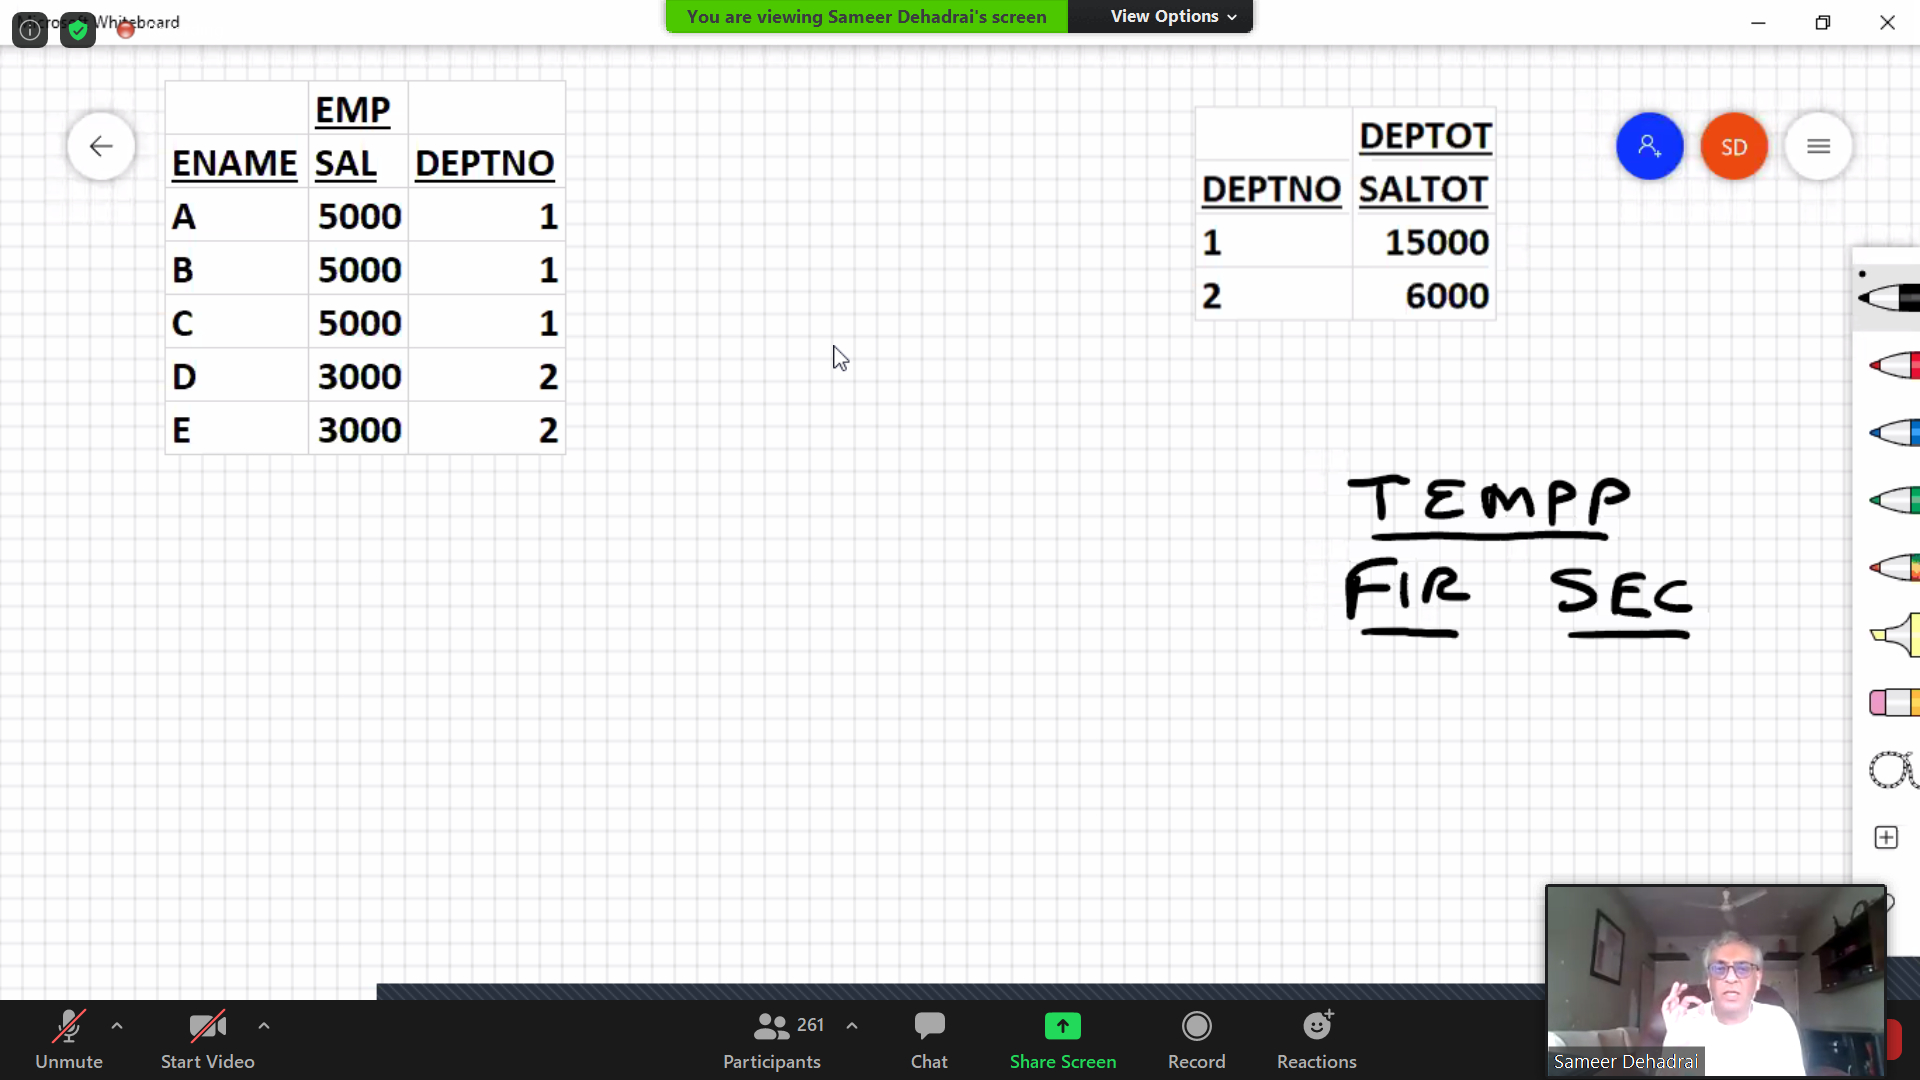 Microsoft Whiteboard
You are viewing Sameer Dehadrai's screen
View Options
EMP
ENAME SAL DEPTNO
A 5000 1
B 5000 1
C 5000 1
D 3000 2
E 3000 2
DEPTOT
DEPTNO SALTOT
1 15000
2 6000
SD
TEMPP
FIR SEC
Sameer Dehadrai
Unmute
Start Video
261
Participants
Chat
Share Screen
Record
Reactions